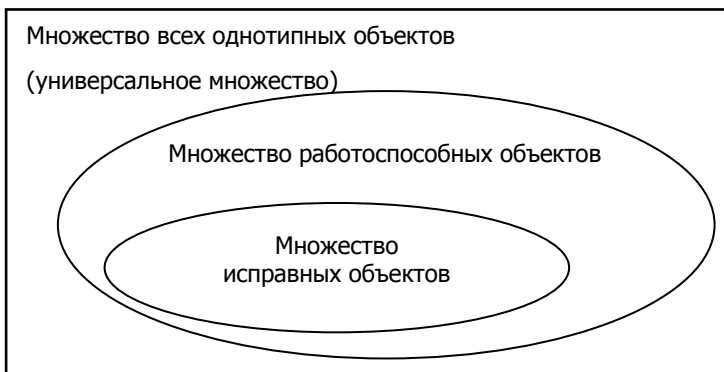 Множество всех однотипных объектов
(универсальное множество)
Множество работоспособных объектов
Множество
исправных объектов